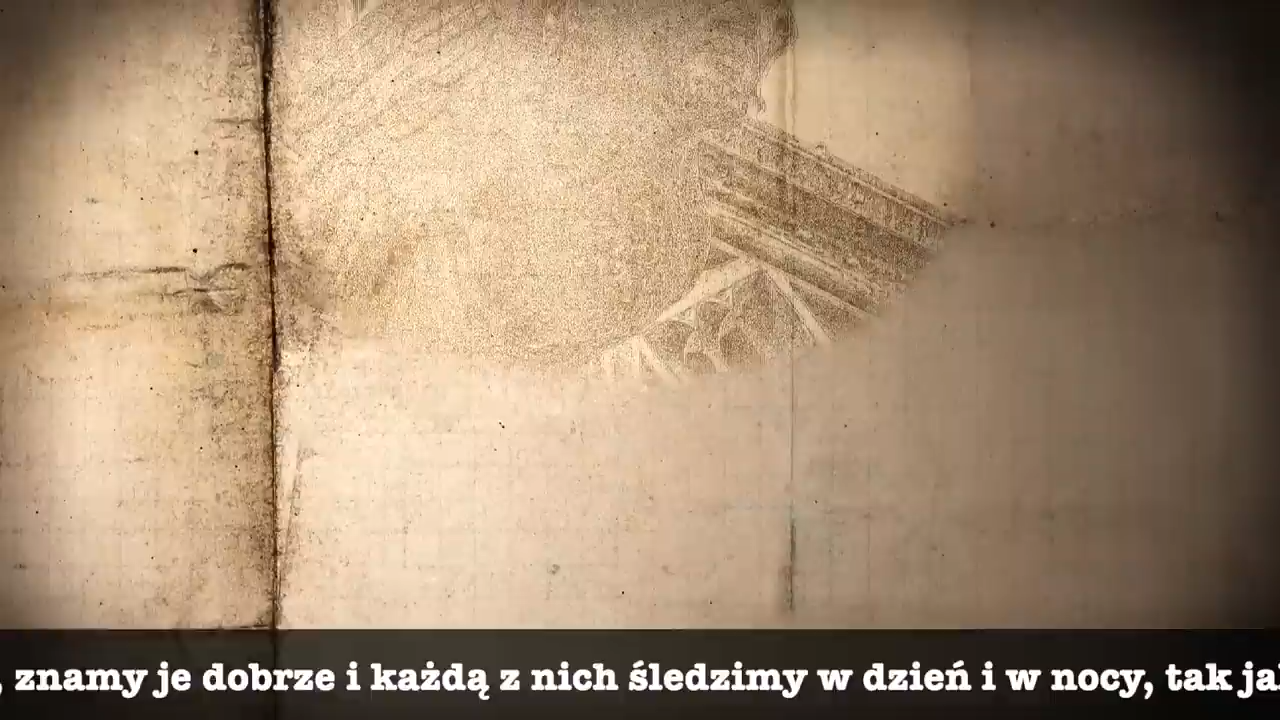 , znamy je dobrze i każdą z nich śledzimy w dzień i w nocy, tak